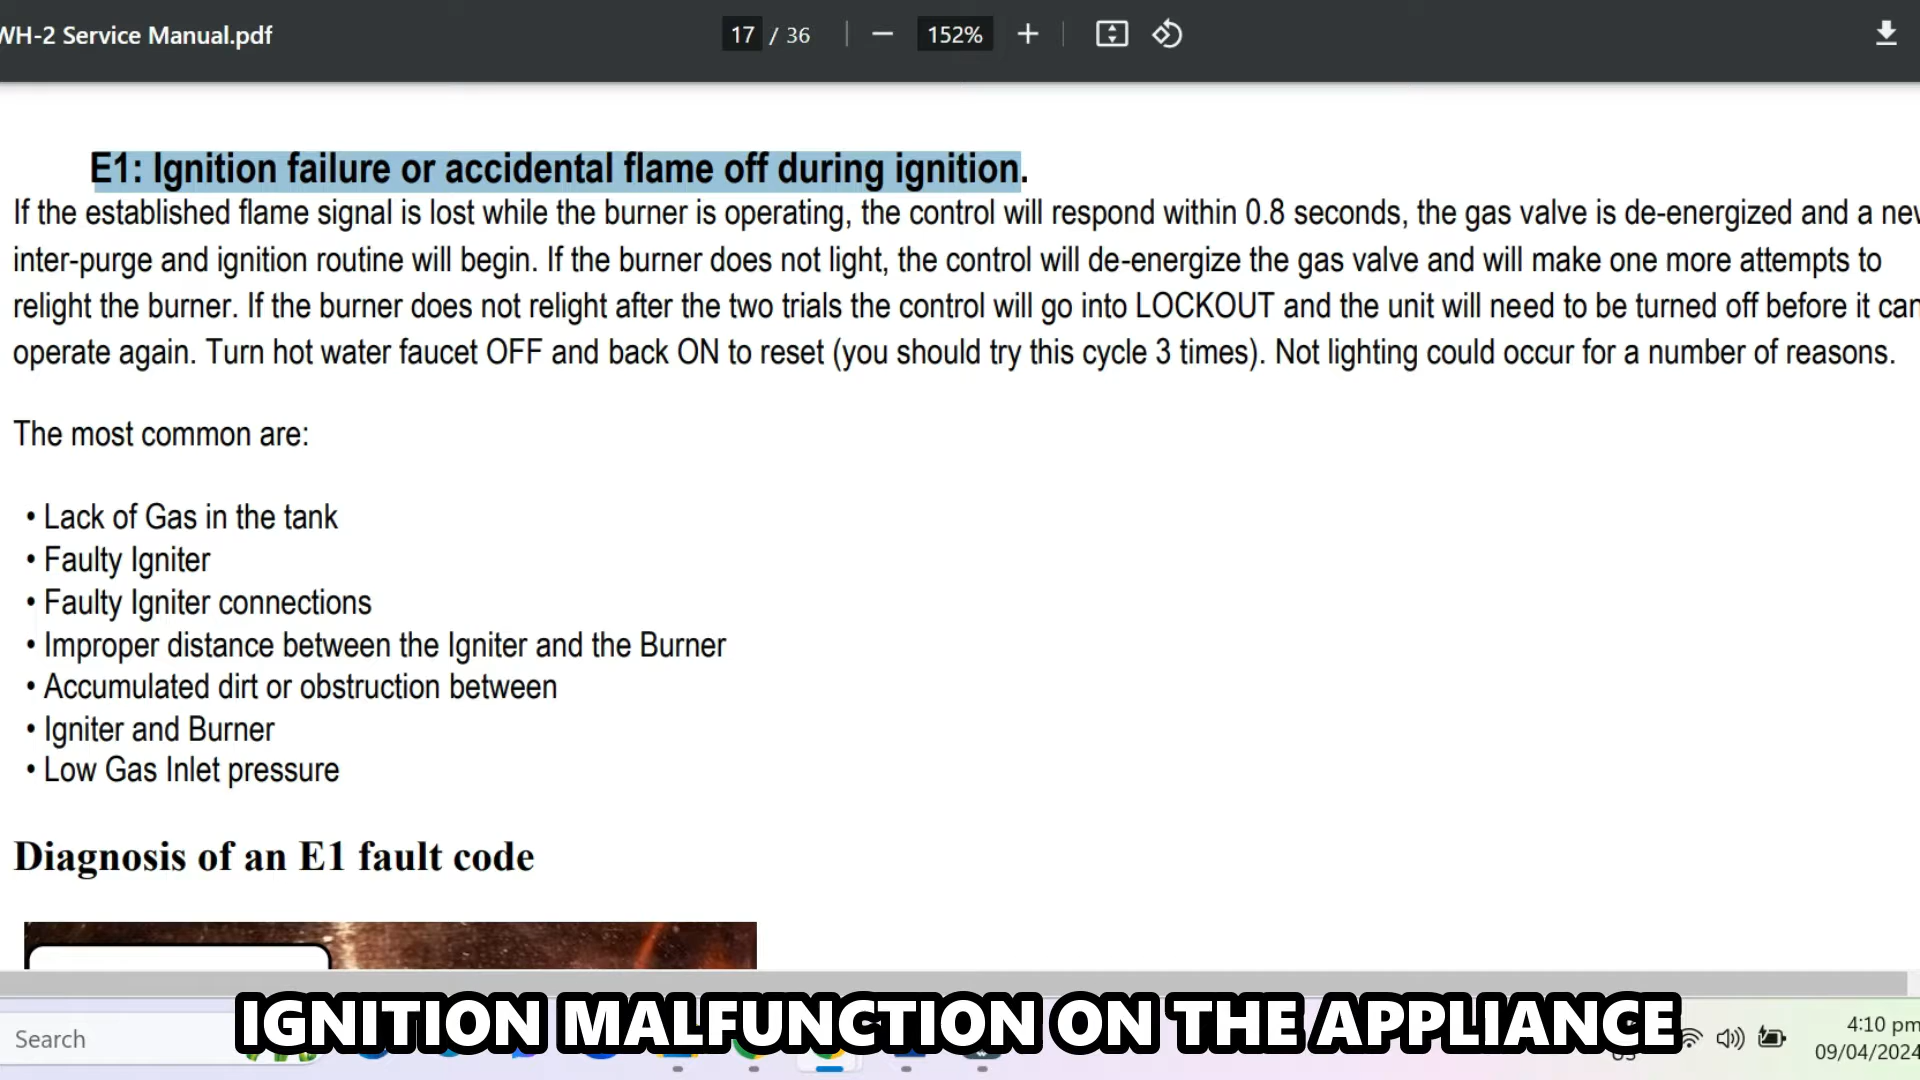 WH-2 Service Manual.pdf
17 / 36
152%
E1: Ignition failure or accidental flame off during ignition.
If the established flame signal is lost while the burner is operating, the control will respond within 0.8 seconds, the gas valve is de-energized and a new
inter-purge and ignition routine will begin. If the burner does not light, the control will de-energize the gas valve and will make one more attempts to
relight the burner. If the burner does not relight after the two trials the control will go into LOCKOUT and the unit will need to be turned off before it can
operate again. Turn hot water faucet OFF and back ON to reset (you should try this cycle 3 times). Not lighting could occur for a number of reasons.
The most common are:
• Lack of Gas in the tank
• Faulty Igniter
• Faulty Igniter connections
• Improper distance between the Igniter and the Burner
• Accumulated dirt or obstruction between
• Igniter and Burner
• Low Gas Inlet pressure
Diagnosis of an E1 fault code
IGNITION MALFUNCTION ON THE APPLIANCE
Search
4:10 pm
09/04/2024